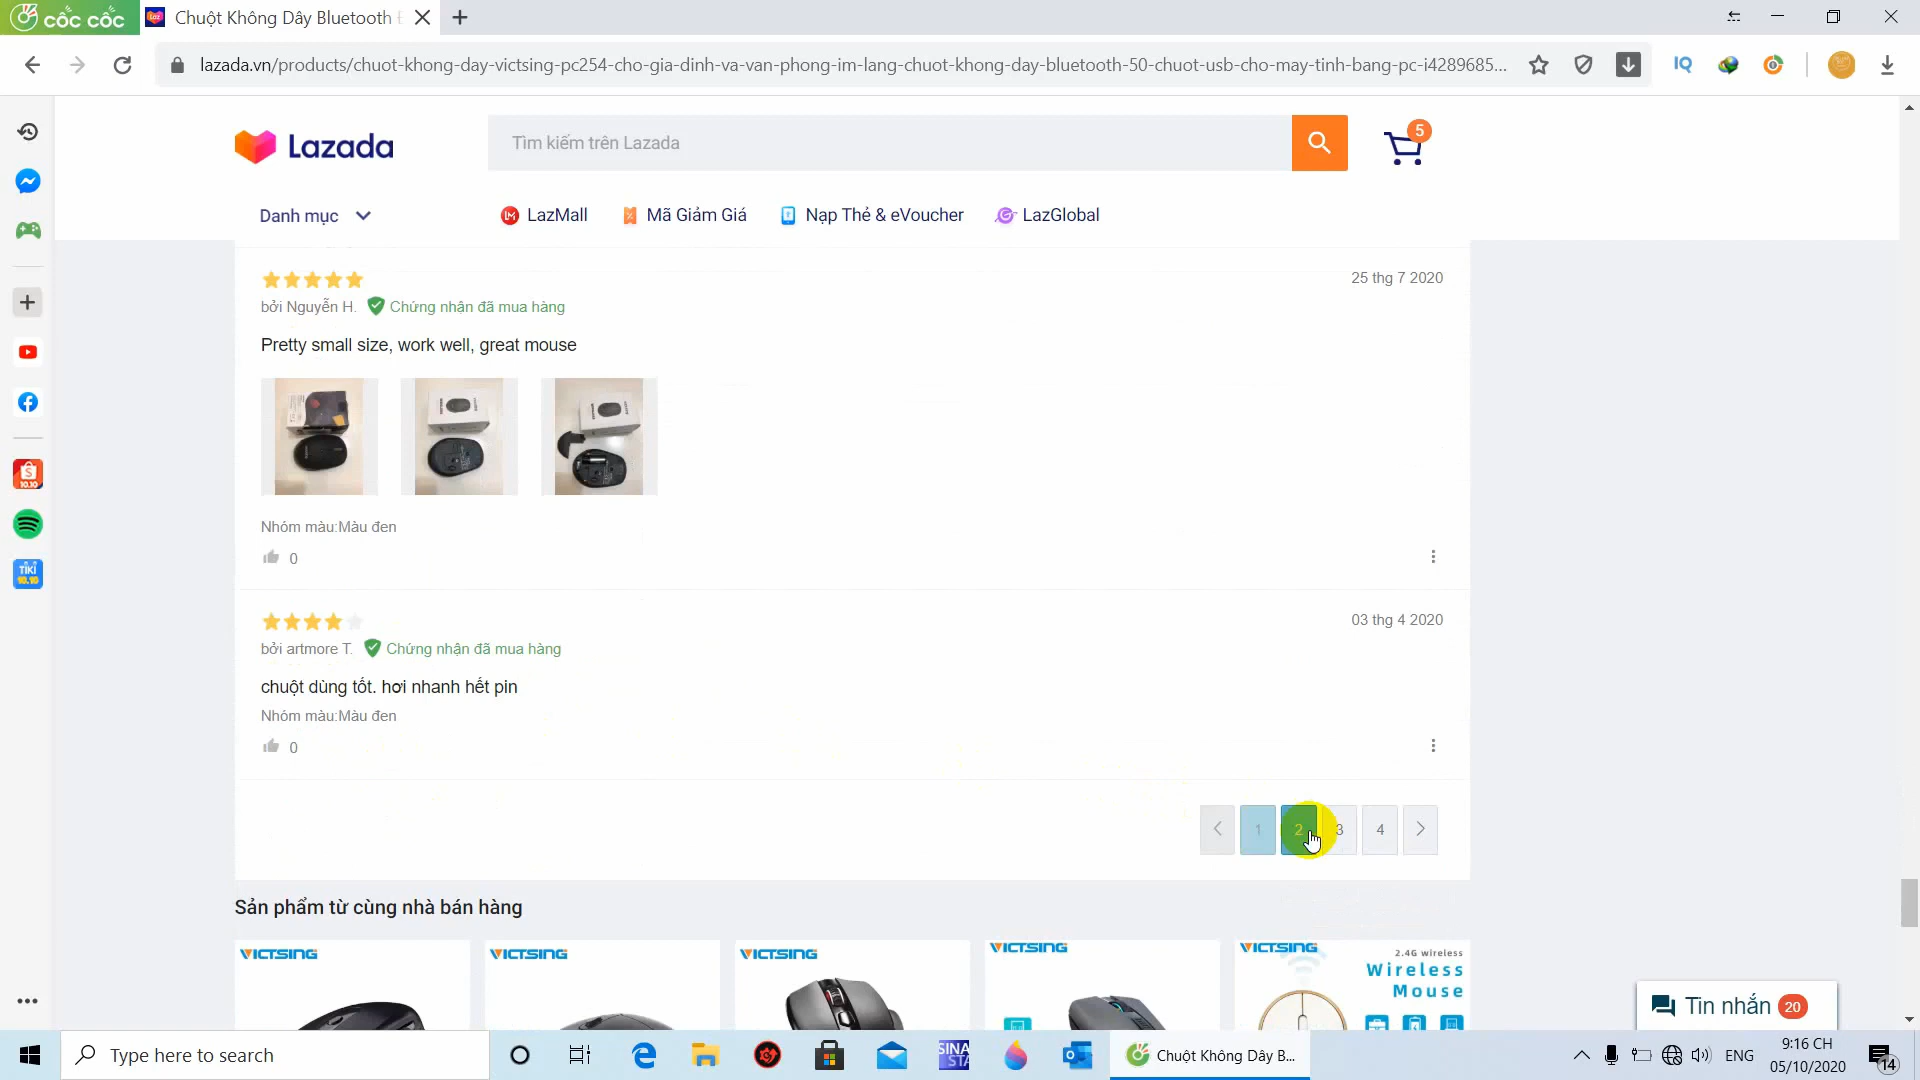 cốc cốc
Chuột Không Dây Bluetooth
lazada.vn/products/chuot-khong-day-victsing-pc254-cho-gia-dinh-va-van-phong-im-lang-chuot-khong-day-bluetooth-50-chuot-usb-cho-may-tinh-bang-pc-i4289685...
IQ
Lazada
Tìm kiếm trên Lazada
5
Danh mục
LazMall
Mã Giảm Giá
Nạp Thẻ & eVoucher
LazGlobal
25 thg 7 2020
bởi Nguyễn H.
Chứng nhận đã mua hàng
Pretty small size, work well, great mouse
Nhóm màu:Màu đen
0
03 thg 4 2020
bởi artmore T.
Chứng nhận đã mua hàng
chuột dùng tốt. hơi nhanh hết pin
Nhóm màu:Màu đen
0
1
2
3
4
Sản phẩm từ cùng nhà bán hàng
VICTSING
VICTSING
VICTSING
VICTSING
VICTSING
2.4G wireless
Wireless
Mouse
10.10
TIKI
10.10
Tin nhắn 20
Type here to search
Chuột Không Dây B...
ENG
9:16 CH
05/10/2020
14